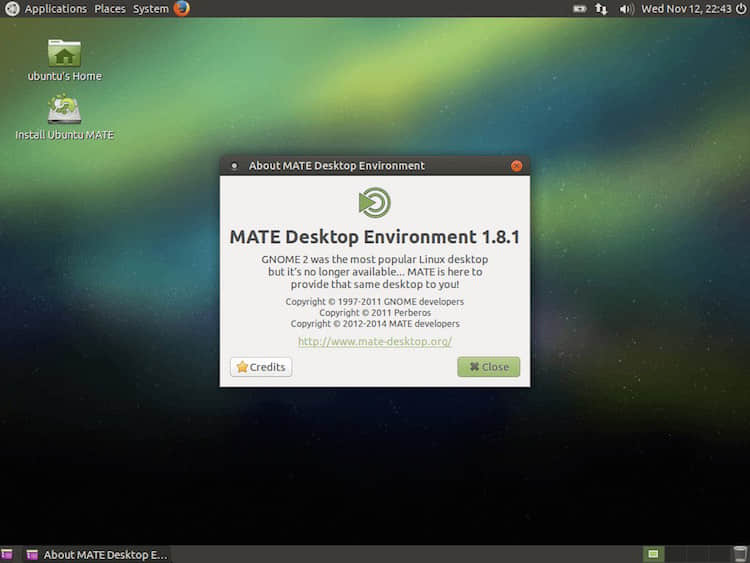 Applications Places System
Wed Nov 12, 22:43
ubuntu's Home
Install Ubuntu MATE
About MATE Desktop Environment
MATE Desktop Environment 1.8.1
GNOME 2 was the most popular Linux desktop
but it's no longer available... MATE is here to
provide that same desktop to you!
Copyright © 1997-2011 GNOME developers
Copyright © 2011 Perberos
Copyright © 2012-2014 MATE developers
http://www.mate-desktop.org/
Credits
Close
About MATE Desktop E...